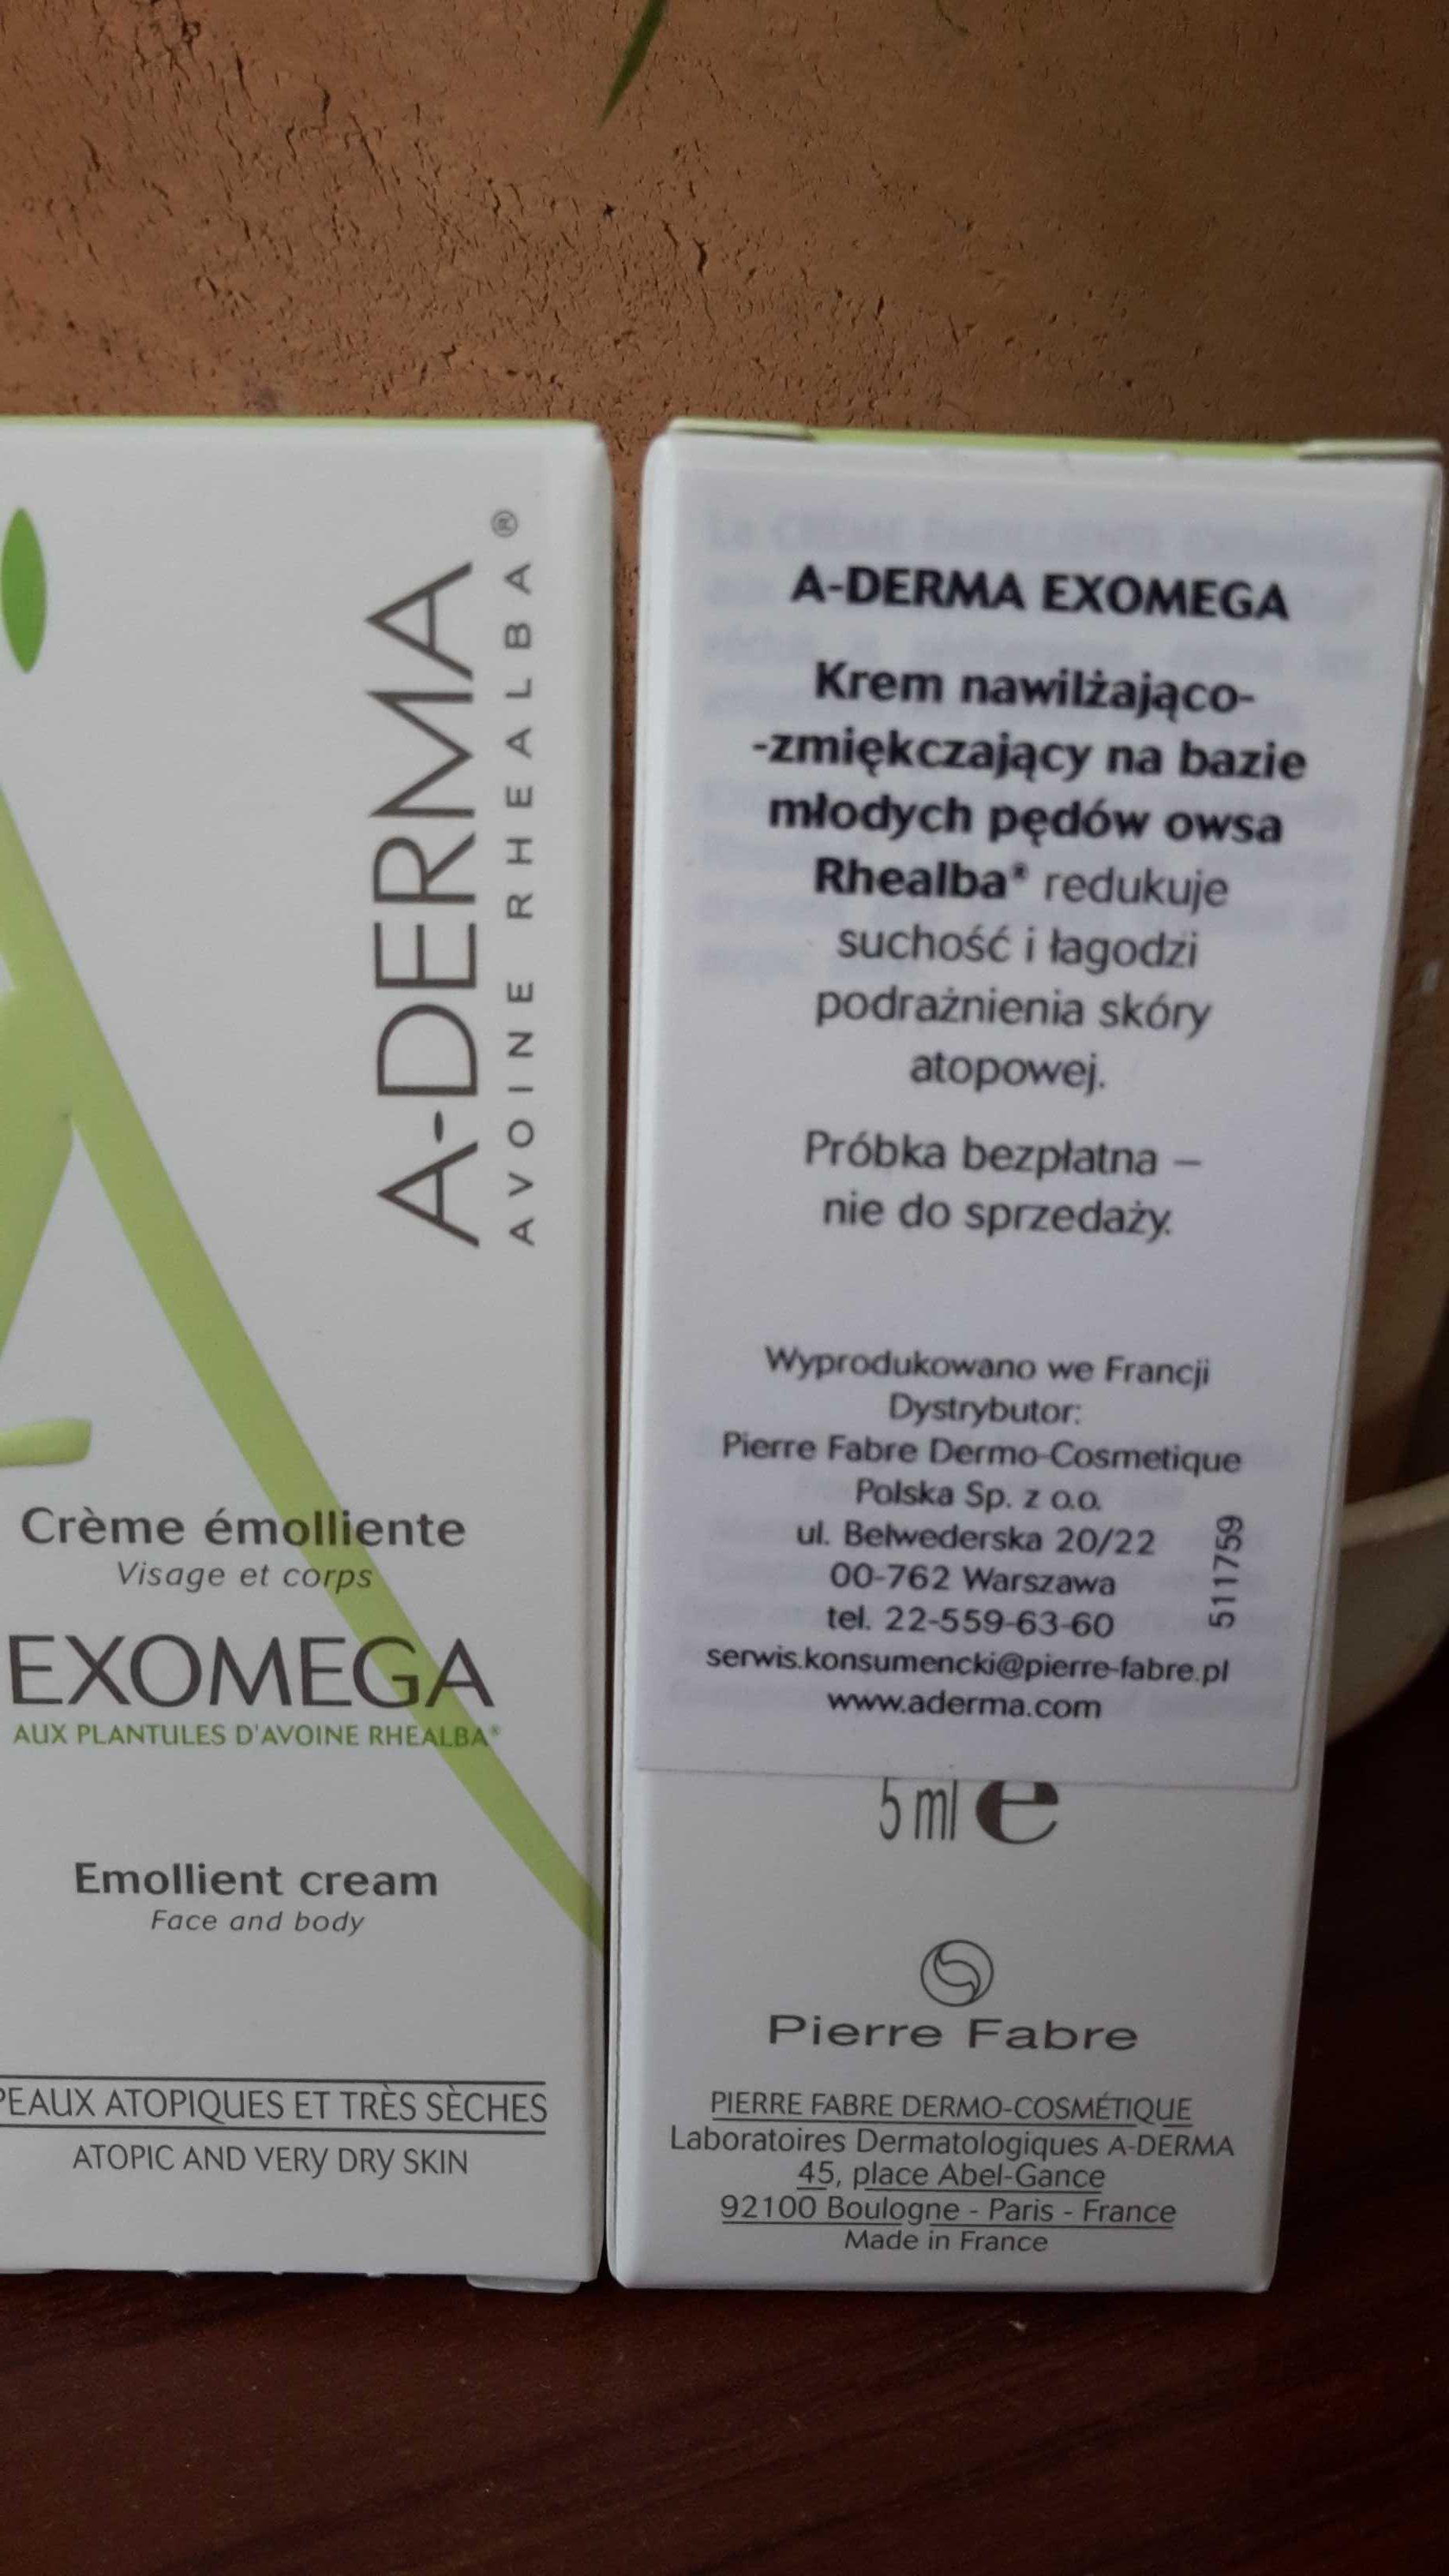 A-DERMA®
AVOINE RHEALBA
Crème émolliente
Visage et corps
EXOMEGA
AUX PLANTULES D'AVOINE RHEALBA®
Emollient cream
Face and body
PEAUX ATOPIQUES ET TRÈS SÈCHES
ATOPIC AND VERY DRY SKIN
A-DERMA EXOMEGA
Krem nawilżająco-
-zmiękczający na bazie
młodych pędów owsa
Rhealba® redukuje
suchość i łagodzi
podrażnienia skóry
atopowej.
Próbka bezpłatna –
nie do sprzedaży.
Wyprodukowano we Francji
Dystrybutor:
Pierre Fabre Dermo-Cosmetique
Polska Sp. z o.o.
ul. Belwederska 20/22
00-762 Warszawa
tel. 22-559-63-60
serwis.konsumencki@pierre-fabre.pl
www.aderma.com
511759
5 ml e
Pierre Fabre
PIERRE FABRE DERMO-COSMÉTIQUE
Laboratoires Dermatologiques A-DERMA
45, place Abel-Gance
92100 Boulogne - Paris - France
Made in France